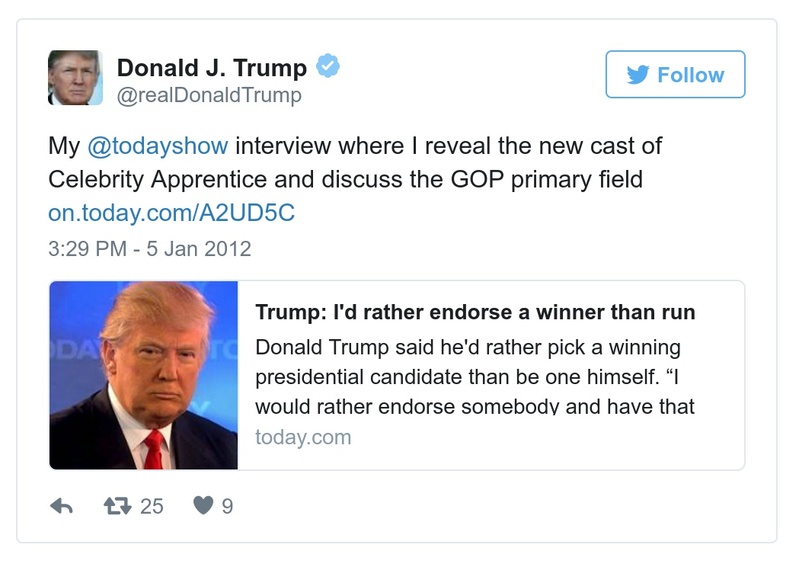 Donald J. Trump
@realDonaldTrump
Follow
My @todayshow interview where I reveal the new cast of
Celebrity Apprentice and discuss the GOP primary field
on.today.com/A2UD5C
3:29 PM - 5 Jan 2012
ODA TO
Y
Trump: I'd rather endorse a winner than run
Donald Trump said he'd rather pick a winning
presidential candidate than be one himself. “I
would rather endorse somebody and have that
today.com
25 9